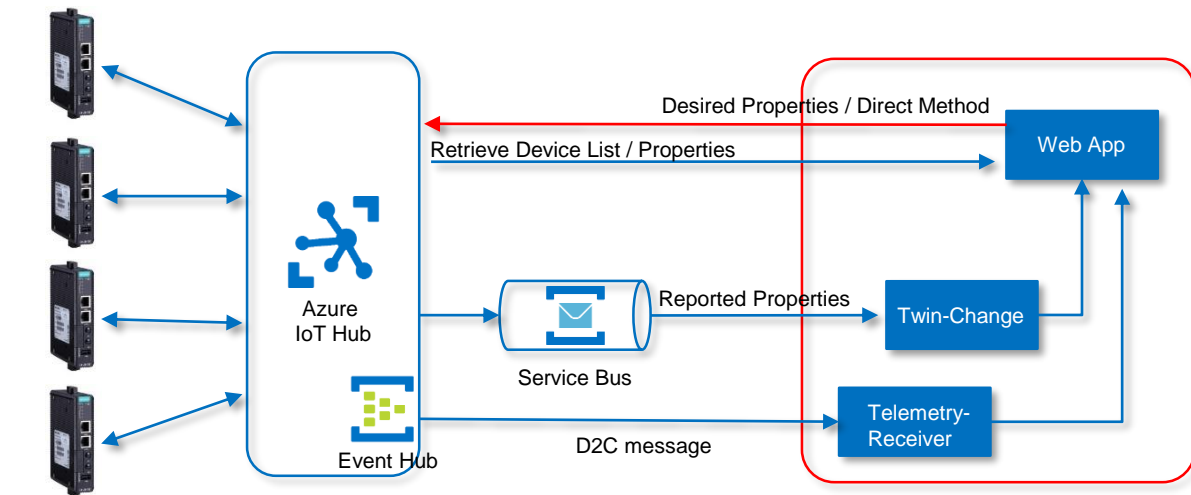 Desired Properties / Direct Method
Retrieve Device List / Properties
Web App
Azure
IoT Hub
Service Bus
Reported Properties
Twin-Change
Event Hub
D2C message
Telemetry-
Receiver